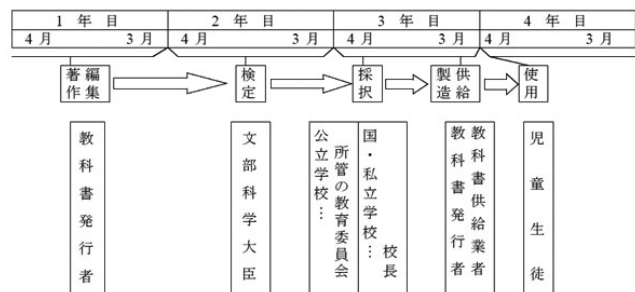 1年目
2年目
3年目
4年目
4月 3月
4月 3月
4月 3月
4月 3月
編集
著作
検定
採択
供給
製造
使用
教科書発行者
文部科学大臣
公立学校…
所管の教育委員会
国・私立学校…
校長
教科書供給業者
教科書発行者
児童生徒